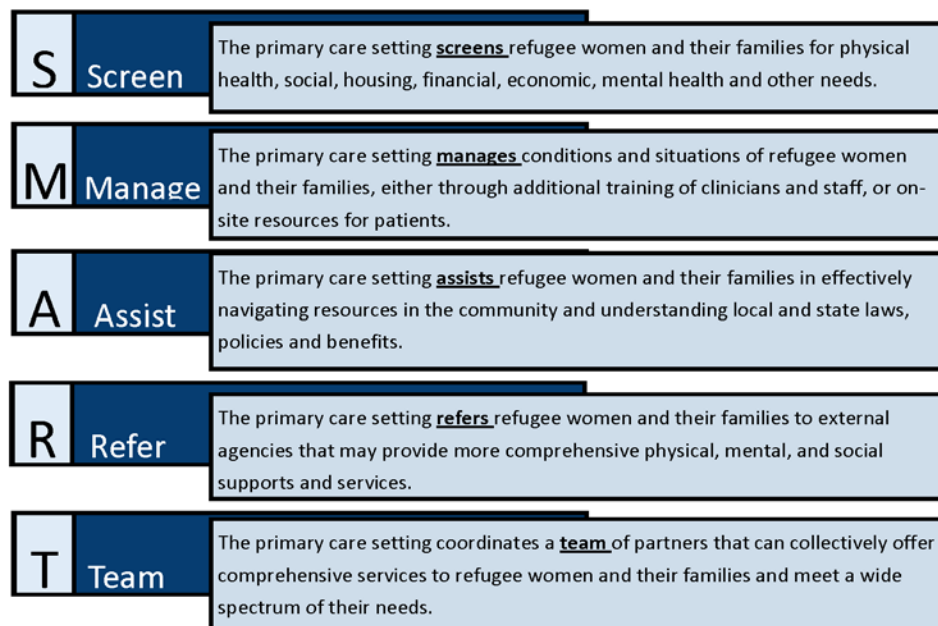 S
Screen
The primary care setting screens refugee women and their families for physical
health, social, housing, financial, economic, mental health and other needs.
M
Manage
The primary care setting manages conditions and situations of refugee women
and their families, either through additional training of clinicians and staff, or on-
site resources for patients.
A
Assist
The primary care setting assists refugee women and their families in effectively
navigating resources in the community and understanding local and state laws,
policies and benefits.
R
Refer
The primary care setting refers refugee women and their families to external
agencies that may provide more comprehensive physical, mental, and social
supports and services.
T
Team
The primary care setting coordinates a team of partners that can collectively offer
comprehensive services to refugee women and their families and meet a wide
spectrum of their needs.